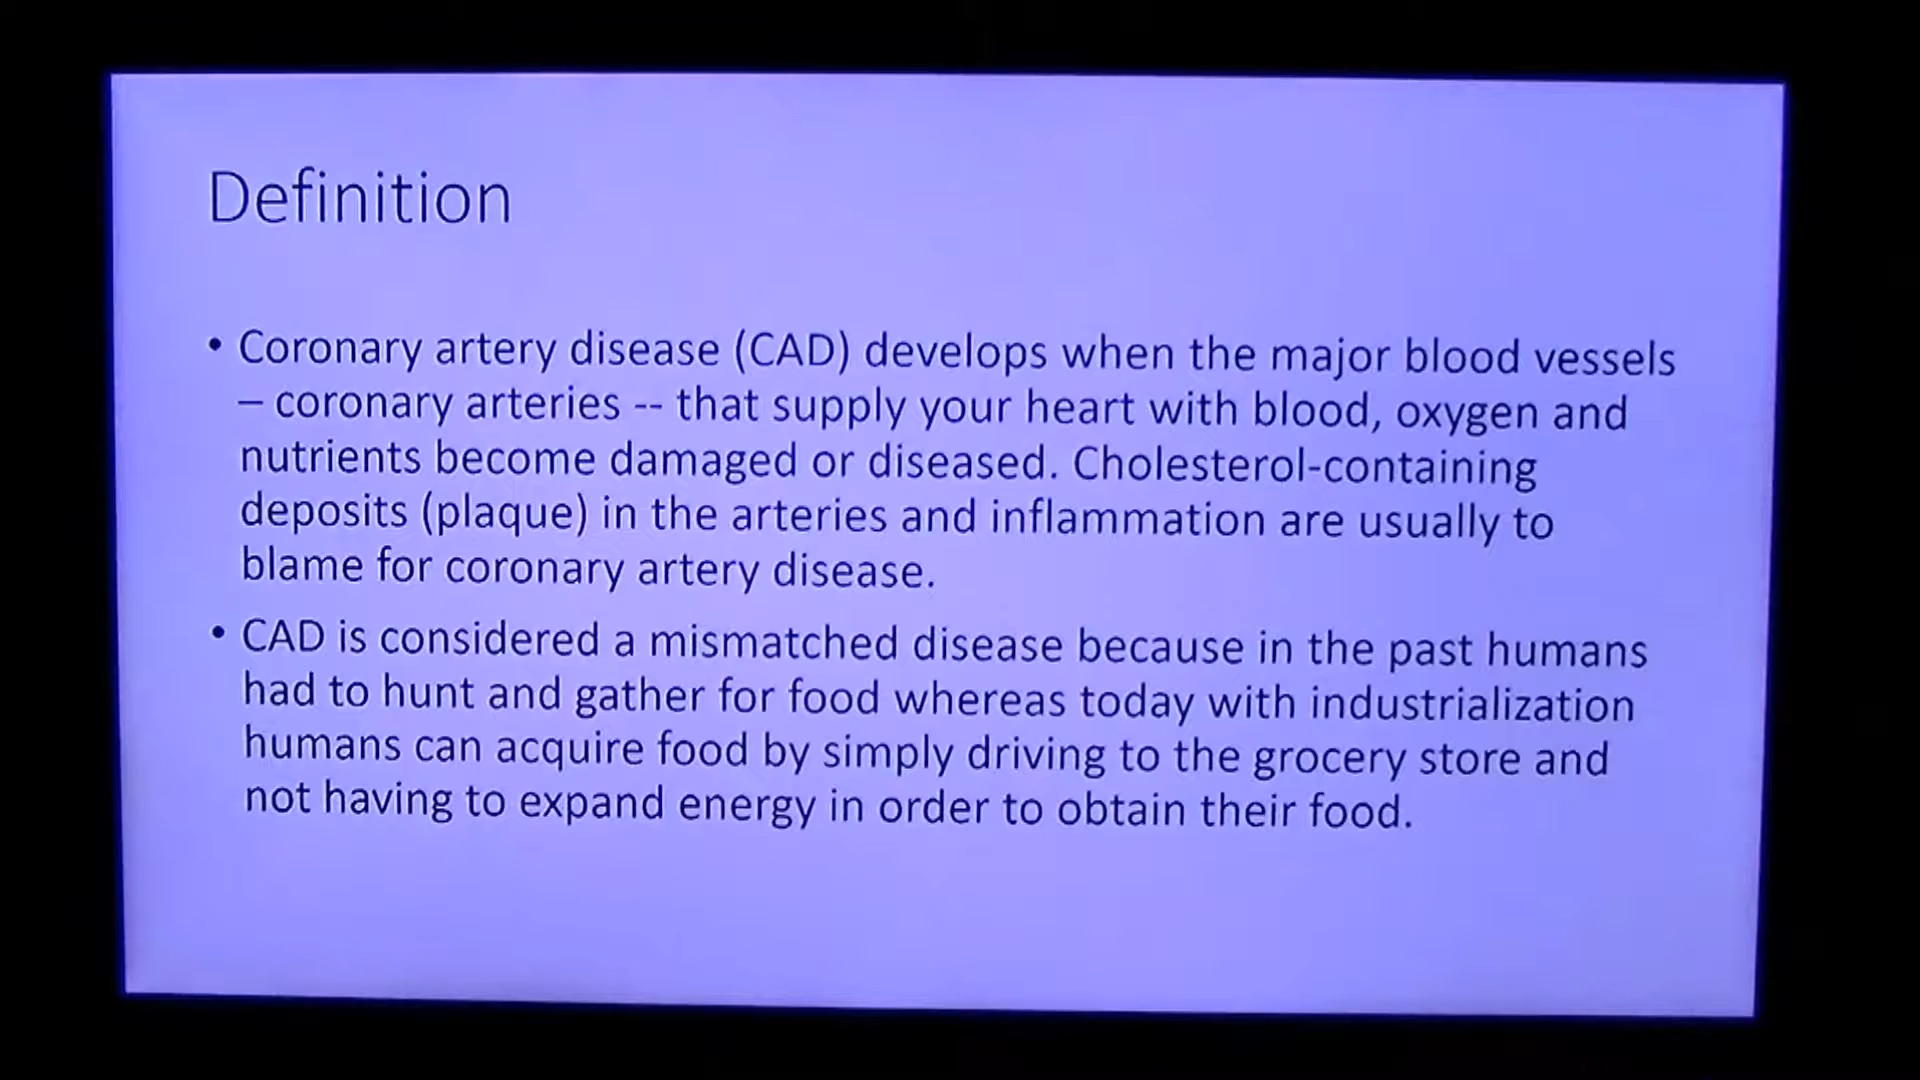 Definition
• Coronary artery disease (CAD) develops when the major blood vessels
– coronary arteries -- that supply your heart with blood, oxygen and
nutrients become damaged or diseased. Cholesterol-containing
deposits (plaque) in the arteries and inflammation are usually to
blame for coronary artery disease.
• CAD is considered a mismatched disease because in the past humans
had to hunt and gather for food whereas today with industrialization
humans can acquire food by simply driving to the grocery store and
not having to expand energy in order to obtain their food.